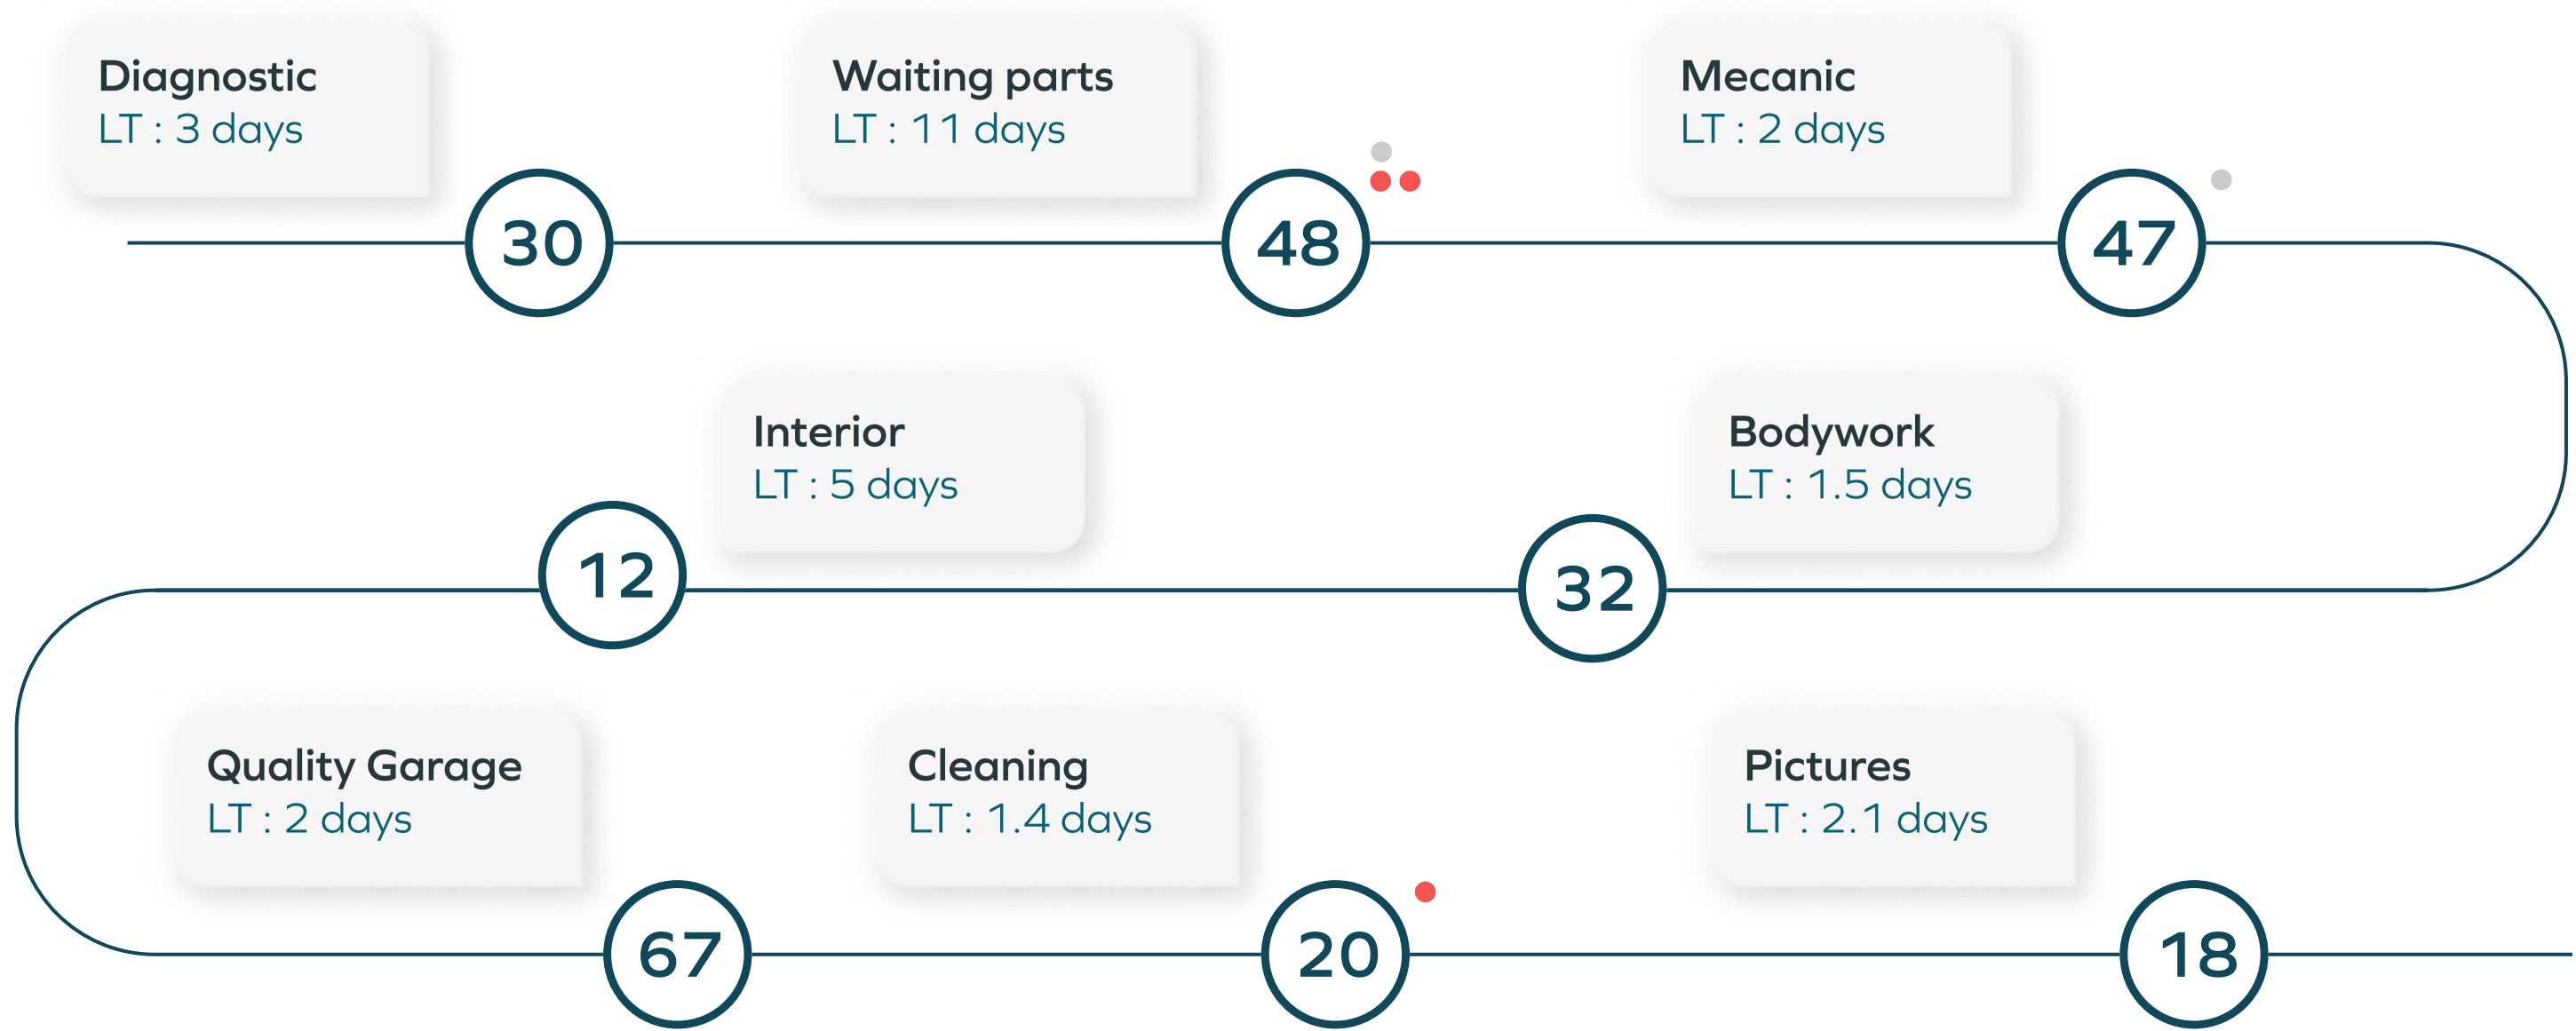 Diagnostic
LT : 3 days
30
Waiting parts
LT : 11 days
48
Mecanic
LT : 2 days
47
Bodywork
LT : 1.5 days
32
Interior
LT : 5 days
12
Quality Garage
LT : 2 days
67
Cleaning
LT : 1.4 days
20
Pictures
LT : 2.1 days
18